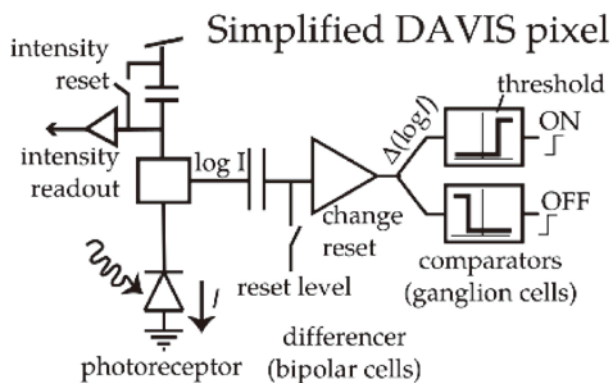 Simplified DAVIS pixel
intensity
reset
intensity
readout
log I
Δ(log I)
threshold
ON
OFF
change
reset
reset level
I
comparators
(ganglion cells)
photoreceptor
differencer
(bipolar cells)